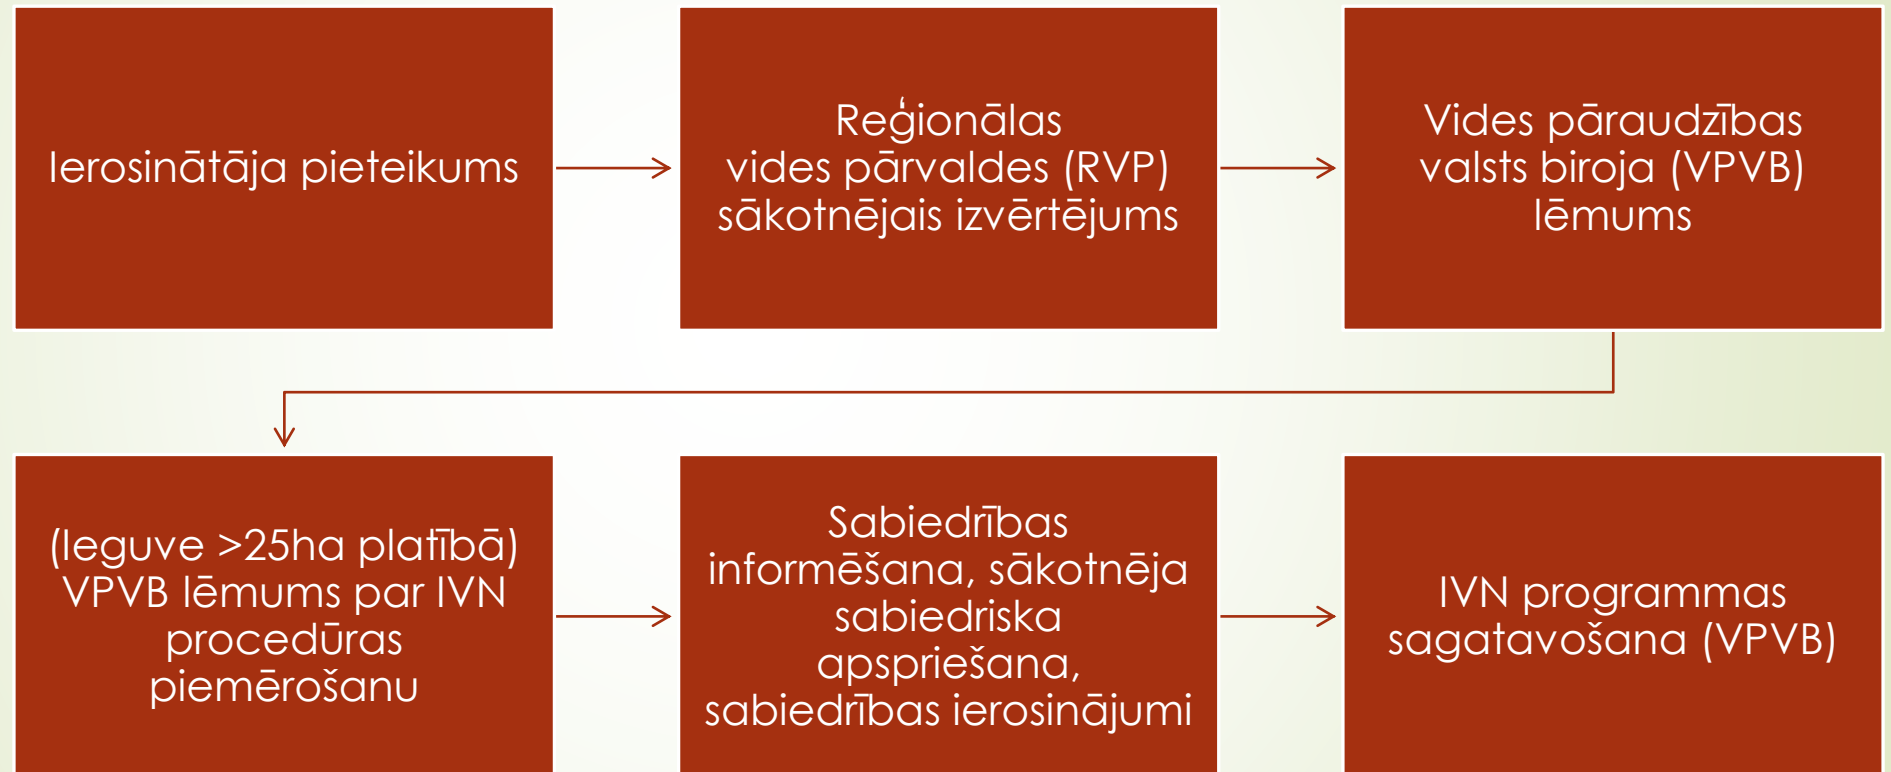 Ierosinātāja pieteikums
Reģionālas
vides pārvaldes (RVP)
sākotnējais izvērtējums
Vides pāraudzības
valsts biroja (VPVB)
lēmums
(Ieguve >25ha platībā)
VPVB lēmums par IVN
procedūras
piemērošanu
Sabiedrības
informēšana, sākotnēja
sabiedriska
apspriešana,
sabiedrības ierosinājumi
IVN programmas
sagatavošana (VPVB)